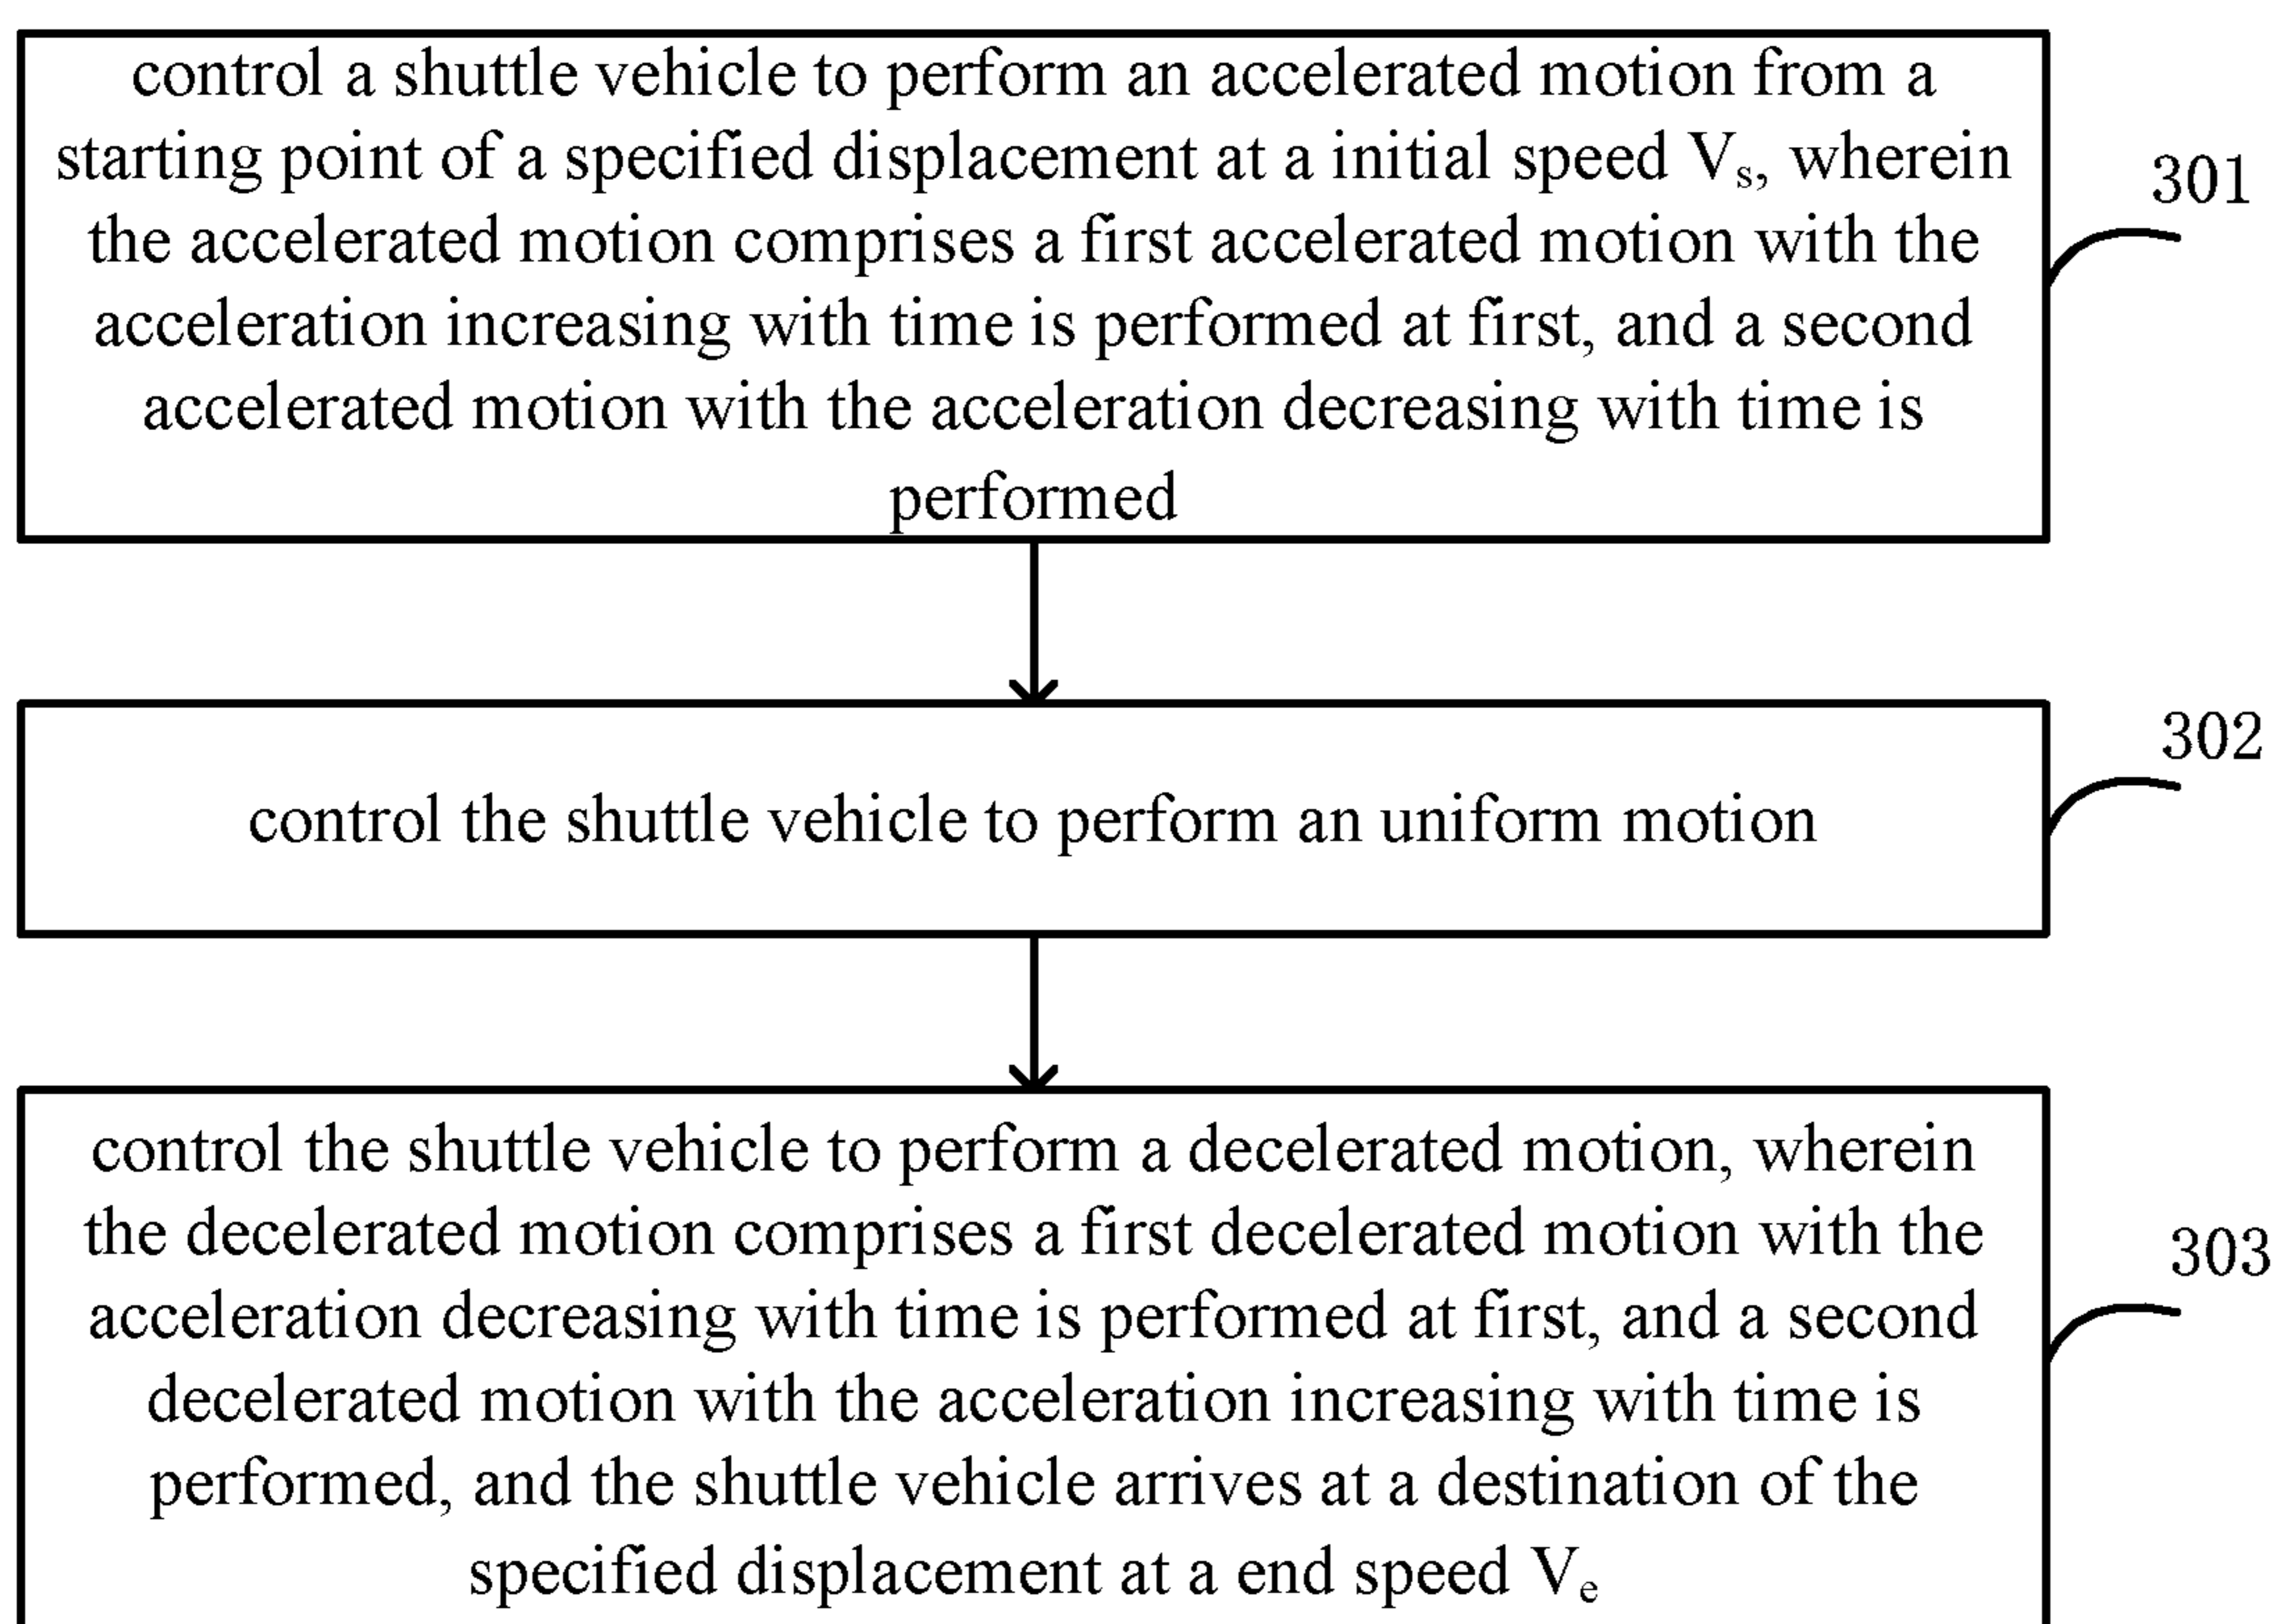 control a shuttle vehicle to perform an accelerated motion from a
starting point of a specified displacement at a initial speed Vs, wherein
the accelerated motion comprises a first accelerated motion with the
acceleration increasing with time is performed at first, and a second
accelerated motion with the acceleration decreasing with time is
performed
301
control the shuttle vehicle to perform an uniform motion
302
control the shuttle vehicle to perform a decelerated motion, wherein
the decelerated motion comprises a first decelerated motion with the
acceleration decreasing with time is performed at first, and a second
decelerated motion with the acceleration increasing with time is
performed, and the shuttle vehicle arrives at a destination of the
specified displacement at a end speed Ve
303